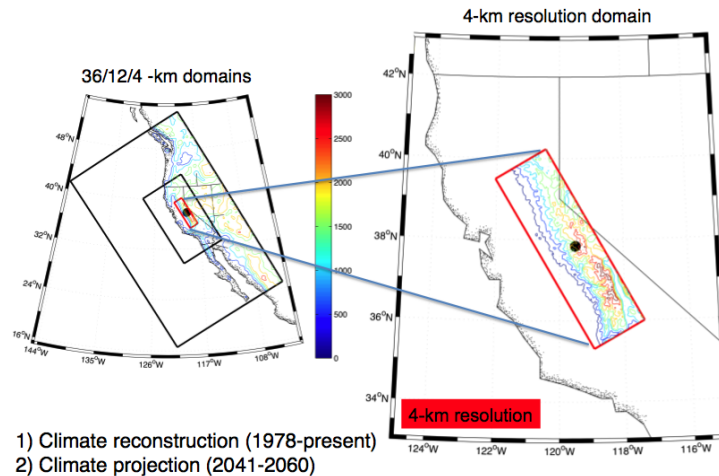 4-km resolution domain
36/12/4 -km domains
48°N
40°N
32°N
24°N
16°N
144°W
135°W
126°W
117°W
108°W
3000
2500
2000
1500
1000
500
0
42°N
40°N
38°N
36°N
34°N
124°W
122°W
120°W
118°W
116°W
4-km resolution
1) Climate reconstruction (1978-present)
2) Climate projection (2041-2060)